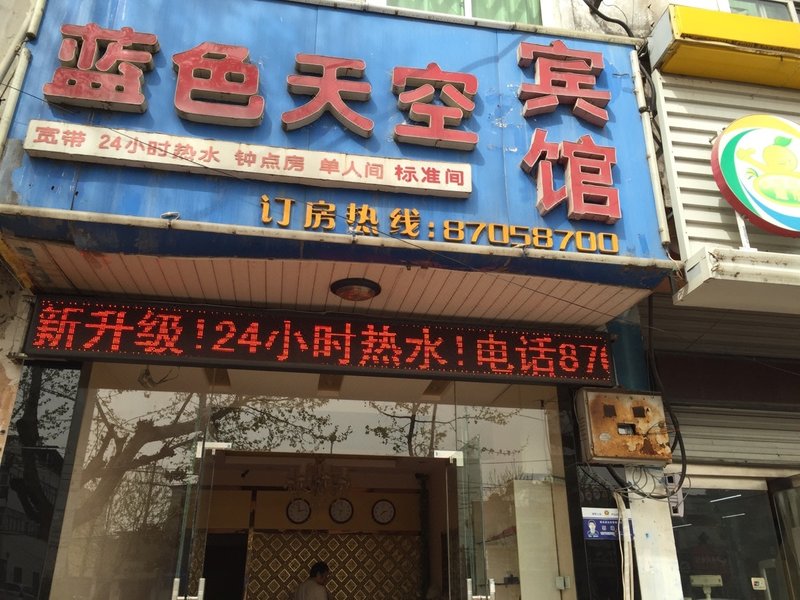 蓝色天空宾馆
宽带 24小时热水 钟点房 单人间 标准间
订房热线:87058700
新升级!24小时热水!电话870